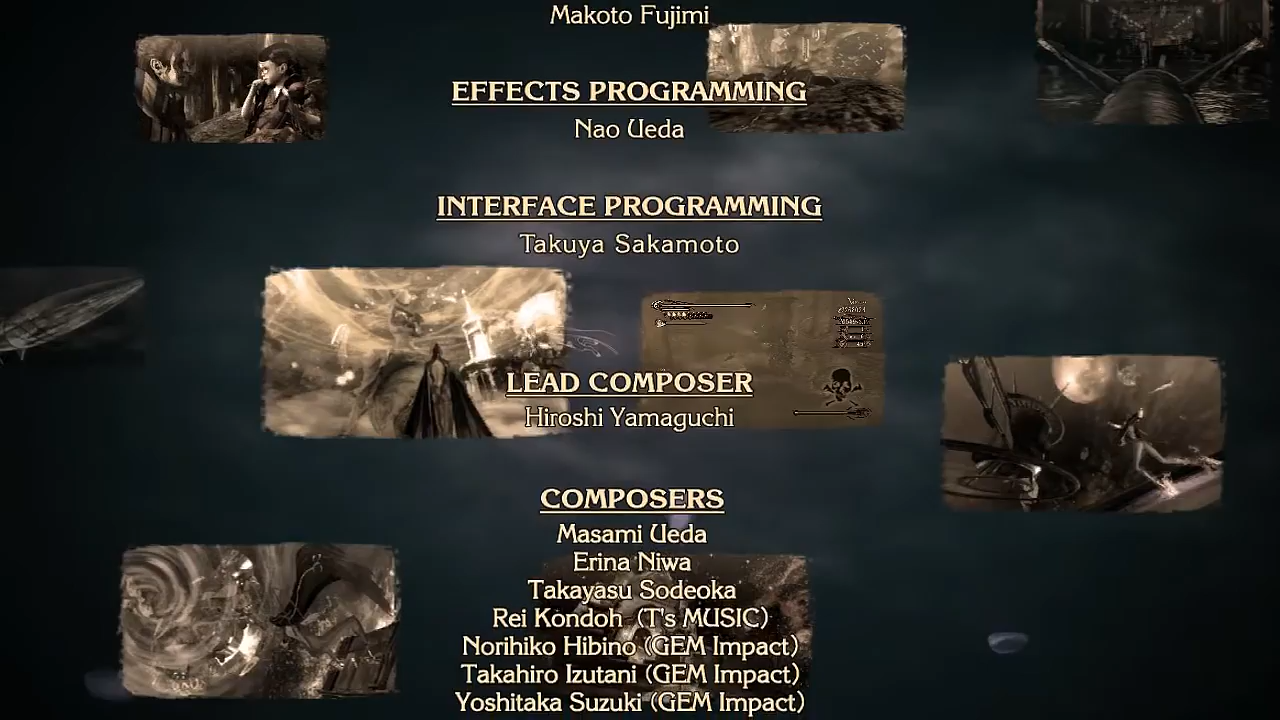 Makoto Fujimi
EFFECTS PROGRAMMING
Nao Ueda
INTERFACE PROGRAMMING
Takuya Sakamoto
LEAD COMPOSER
Hiroshi Yamaguchi
COMPOSERS
Masami Ueda
Erina Niwa
Takayasu Sodeoka
Rei Kondoh (T's MUSIC)
Norihiko Hibino (GEM Impact)
Takahiro Izutani (GEM Impact)
Yoshitaka Suzuki (GEM Impact)